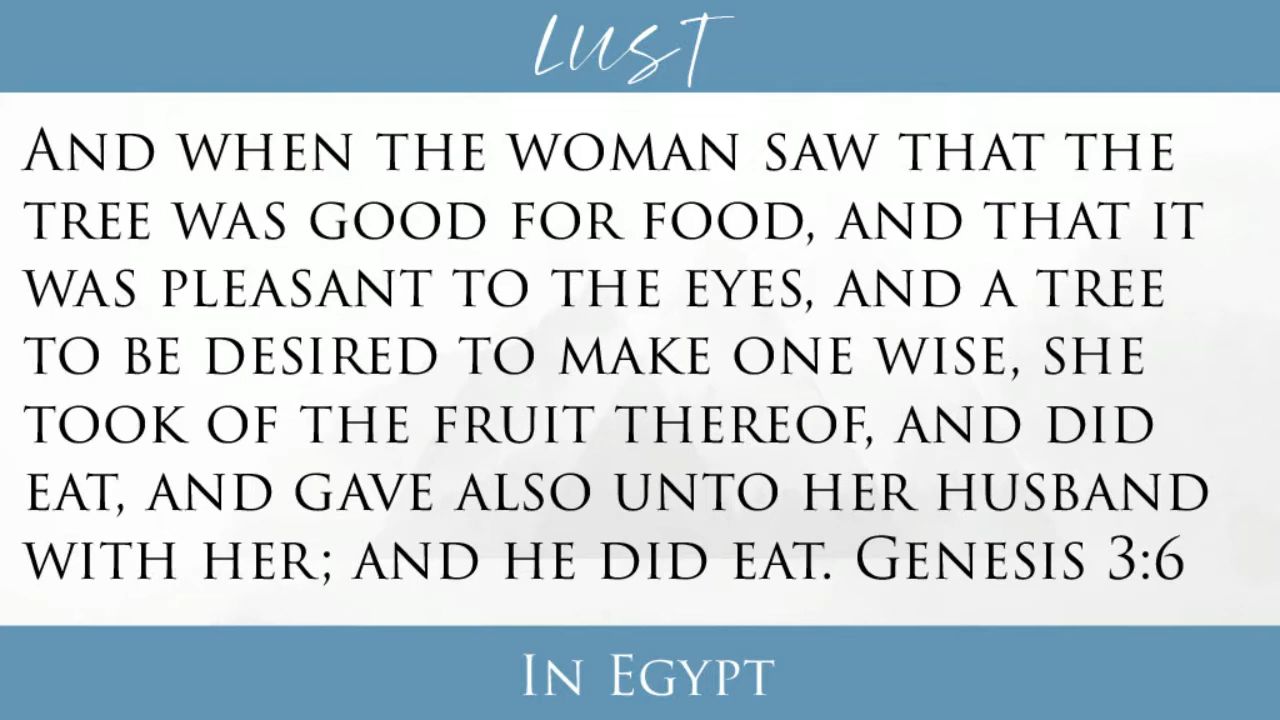 LUST
And when the woman saw that the
tree was good for food, and that it
was pleasant to the eyes, and a tree
to be desired to make one wise, she
took of the fruit thereof, and did
eat, and gave also unto her husband
with her; and he did eat. Genesis 3:6
In Egypt